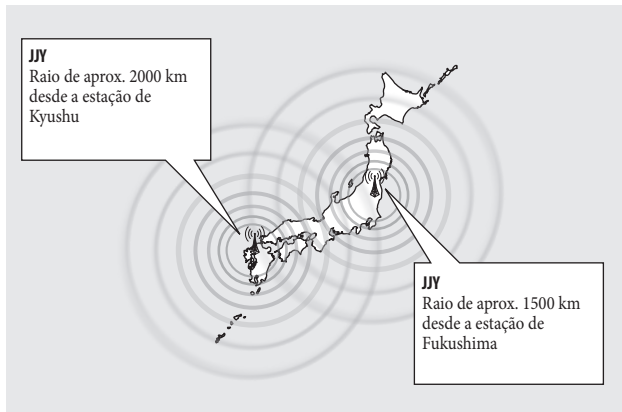 JJY
Raio de aprox. 2000 km
desde a estação de
Kyushu
JJY
Raio de aprox. 1500 km
desde a estação de
Fukushima